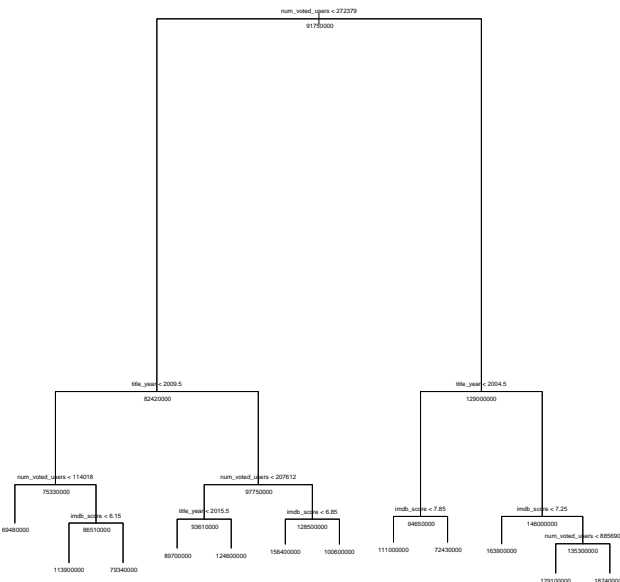 num_voted_users < 272379
91750000
title_year < 2009.5
82420000
title_year < 2004.5
129000000
num_voted_users < 114018
75330000
num_voted_users < 207612
97750000
imdb_score < 7.85
94650000
imdb_score < 7.25
146000000
69480000
imdb_score < 6.15
86510000
title_year < 2015.5
93610000
imdb_score < 6.85
128500000
num_voted_users < 885690
135300000
113900000
79340000
89700000
124600000
156400000
100600000
111000000
72430000
163900000
129100000
18740000